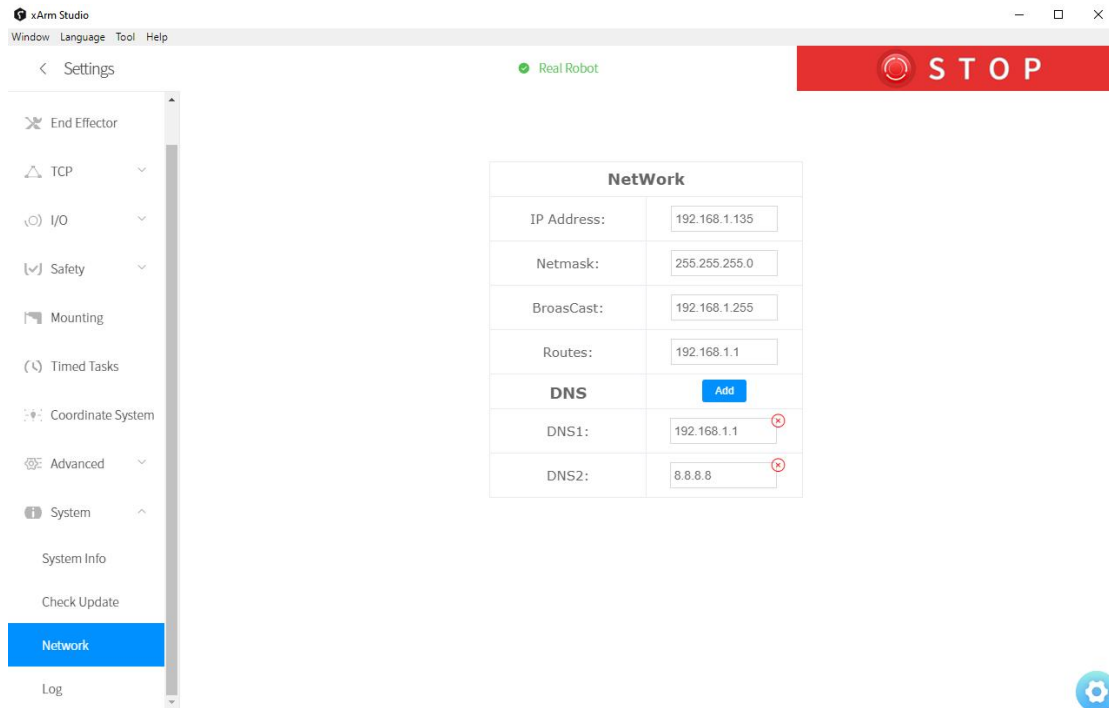 xArm Studio
Window Language Tool Help
Settings
Real Robot
STOP
End Effector
TCP
I/O
Safety
Mounting
Timed Tasks
Coordinate System
Advanced
System
System Info
Check Update
Network
Log
NetWork
IP Address: 192.168.1.135
Netmask: 255.255.255.0
BroasCast: 192.168.1.255
Routes: 192.168.1.1
DNS Add
DNS1: 192.168.1.1
DNS2: 8.8.8.8